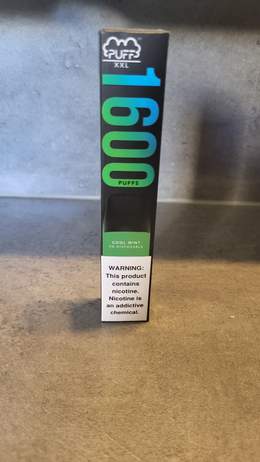 PUFF
XXL
1600
PUFFS
COOL MINT
WARNING:
This product
contains
nicotine.
Nicotine is
an addictive
chemical.